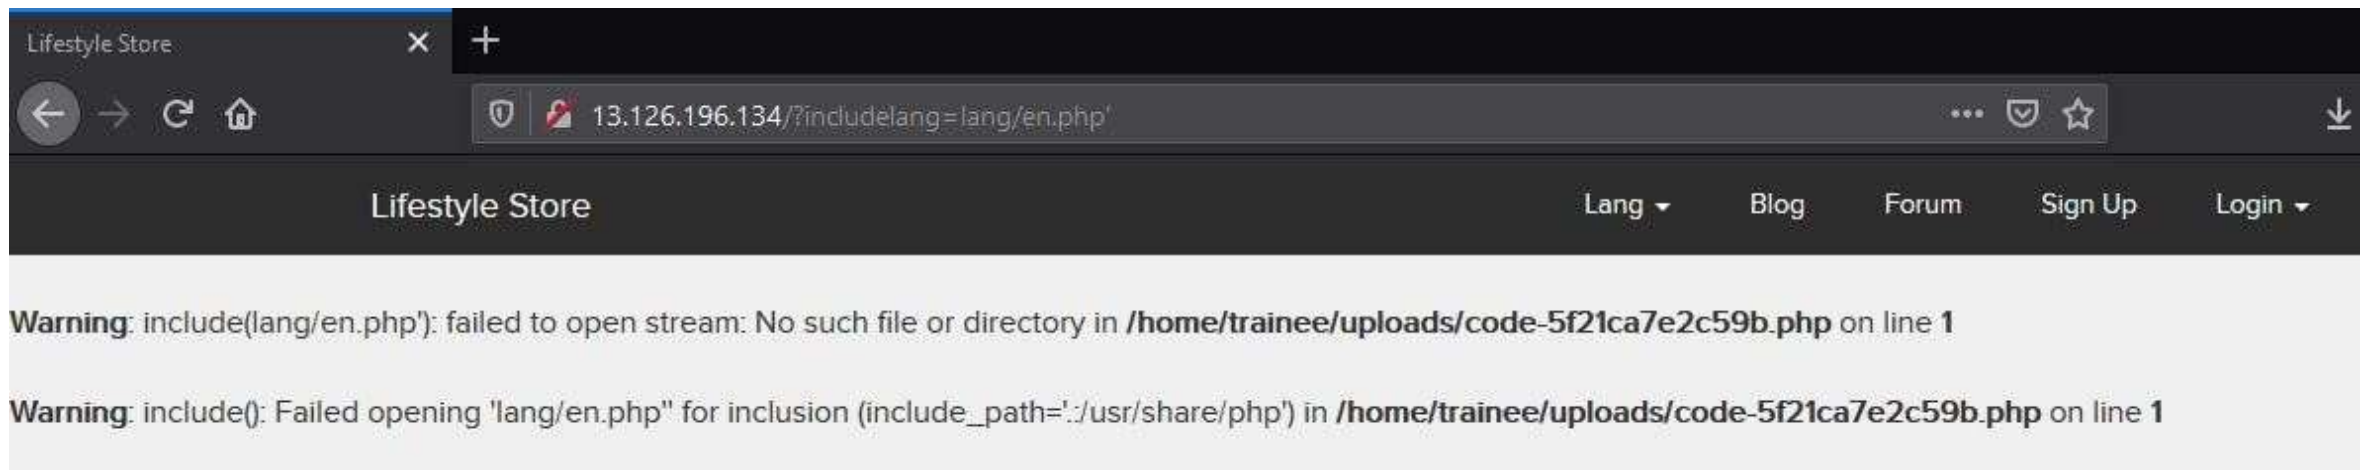 Lifestyle Store
13.126.196.134/?includelang=lang/en.php'
Lifestyle Store Lang Blog Forum Sign Up Login
Warning: include(lang/en.php'): failed to open stream: No such file or directory in /home/trainee/uploads/code-5f21ca7e2c59b.php on line 1
Warning: include(): Failed opening 'lang/en.php'' for inclusion (include_path='.:/usr/share/php') in /home/trainee/uploads/code-5f21ca7e2c59b.php on line 1